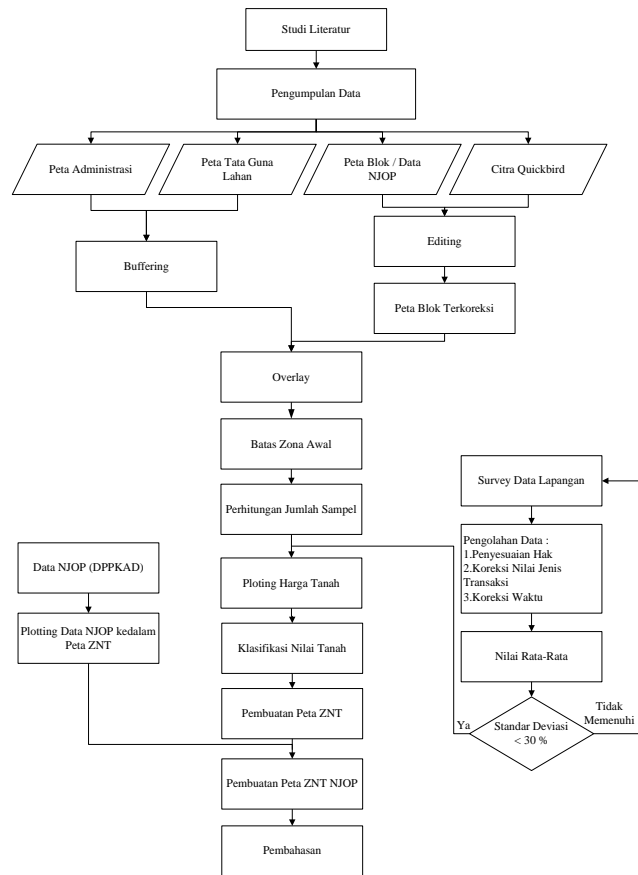 Studi Literatur
Pengumpulan Data
Peta Administrasi
Peta Tata Guna
Lahan
Peta Blok / Data
NJOP
Citra Quickbird
Buffering
Editing
Peta Blok Terkoreksi
Overlay
Batas Zona Awal
Perhitungan Jumlah Sampel
Survey Data Lapangan
Pengolahan Data :
1.Penyesuaian Hak
2.Koreksi Nilai Jenis
Transaksi
3.Koreksi Waktu
Nilai Rata-Rata
Standar Deviasi
< 30 %
Ya
Tidak
Memenuhi
Data NJOP (DPPKAD)
Plotting Data NJOP kedalam
Peta ZNT
Ploting Harga Tanah
Klasifikasi Nilai Tanah
Pembuatan Peta ZNT
Pembuatan Peta ZNT NJOP
Pembahasan